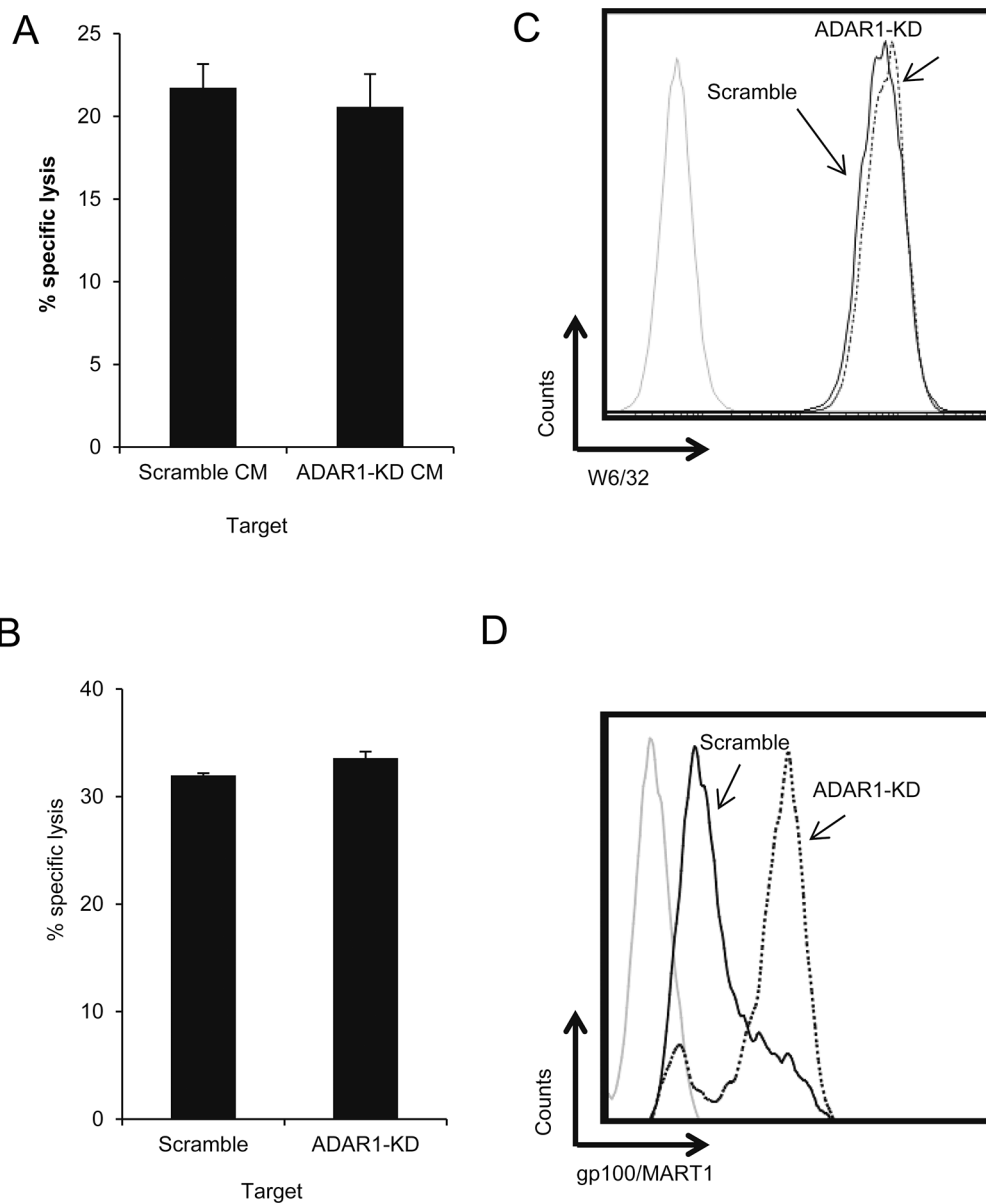 A
% specific lysis
25
20
15
10
5
0
Scramble CM
ADAR1-KD CM
Target
C
ADAR1-KD
Scramble
Counts
W6/32
B
% specific lysis
40
30
20
10
0
Scramble
ADAR1-KD
Target
D
Scramble
ADAR1-KD
Counts
gp100/MART1